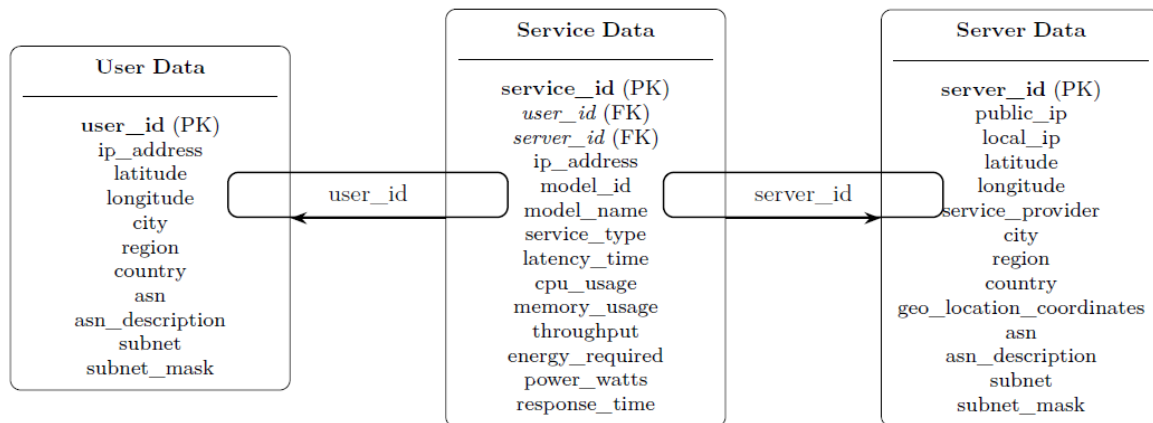 User Data
user_id (PK)
ip_address
latitude
longitude
city
region
country
asn
asn_description
subnet
subnet_mask
user_id
Service Data
service_id (PK)
user_id (FK)
server_id (FK)
ip_address
model_id
model_name
service_type
latency_time
cpu_usage
memory_usage
throughput
energy_required
power_watts
response_time
server_id
Server Data
server_id (PK)
public_ip
local_ip
latitude
longitude
service_provider
city
region
country
geo_location_coordinates
asn
asn_description
subnet
subnet_mask